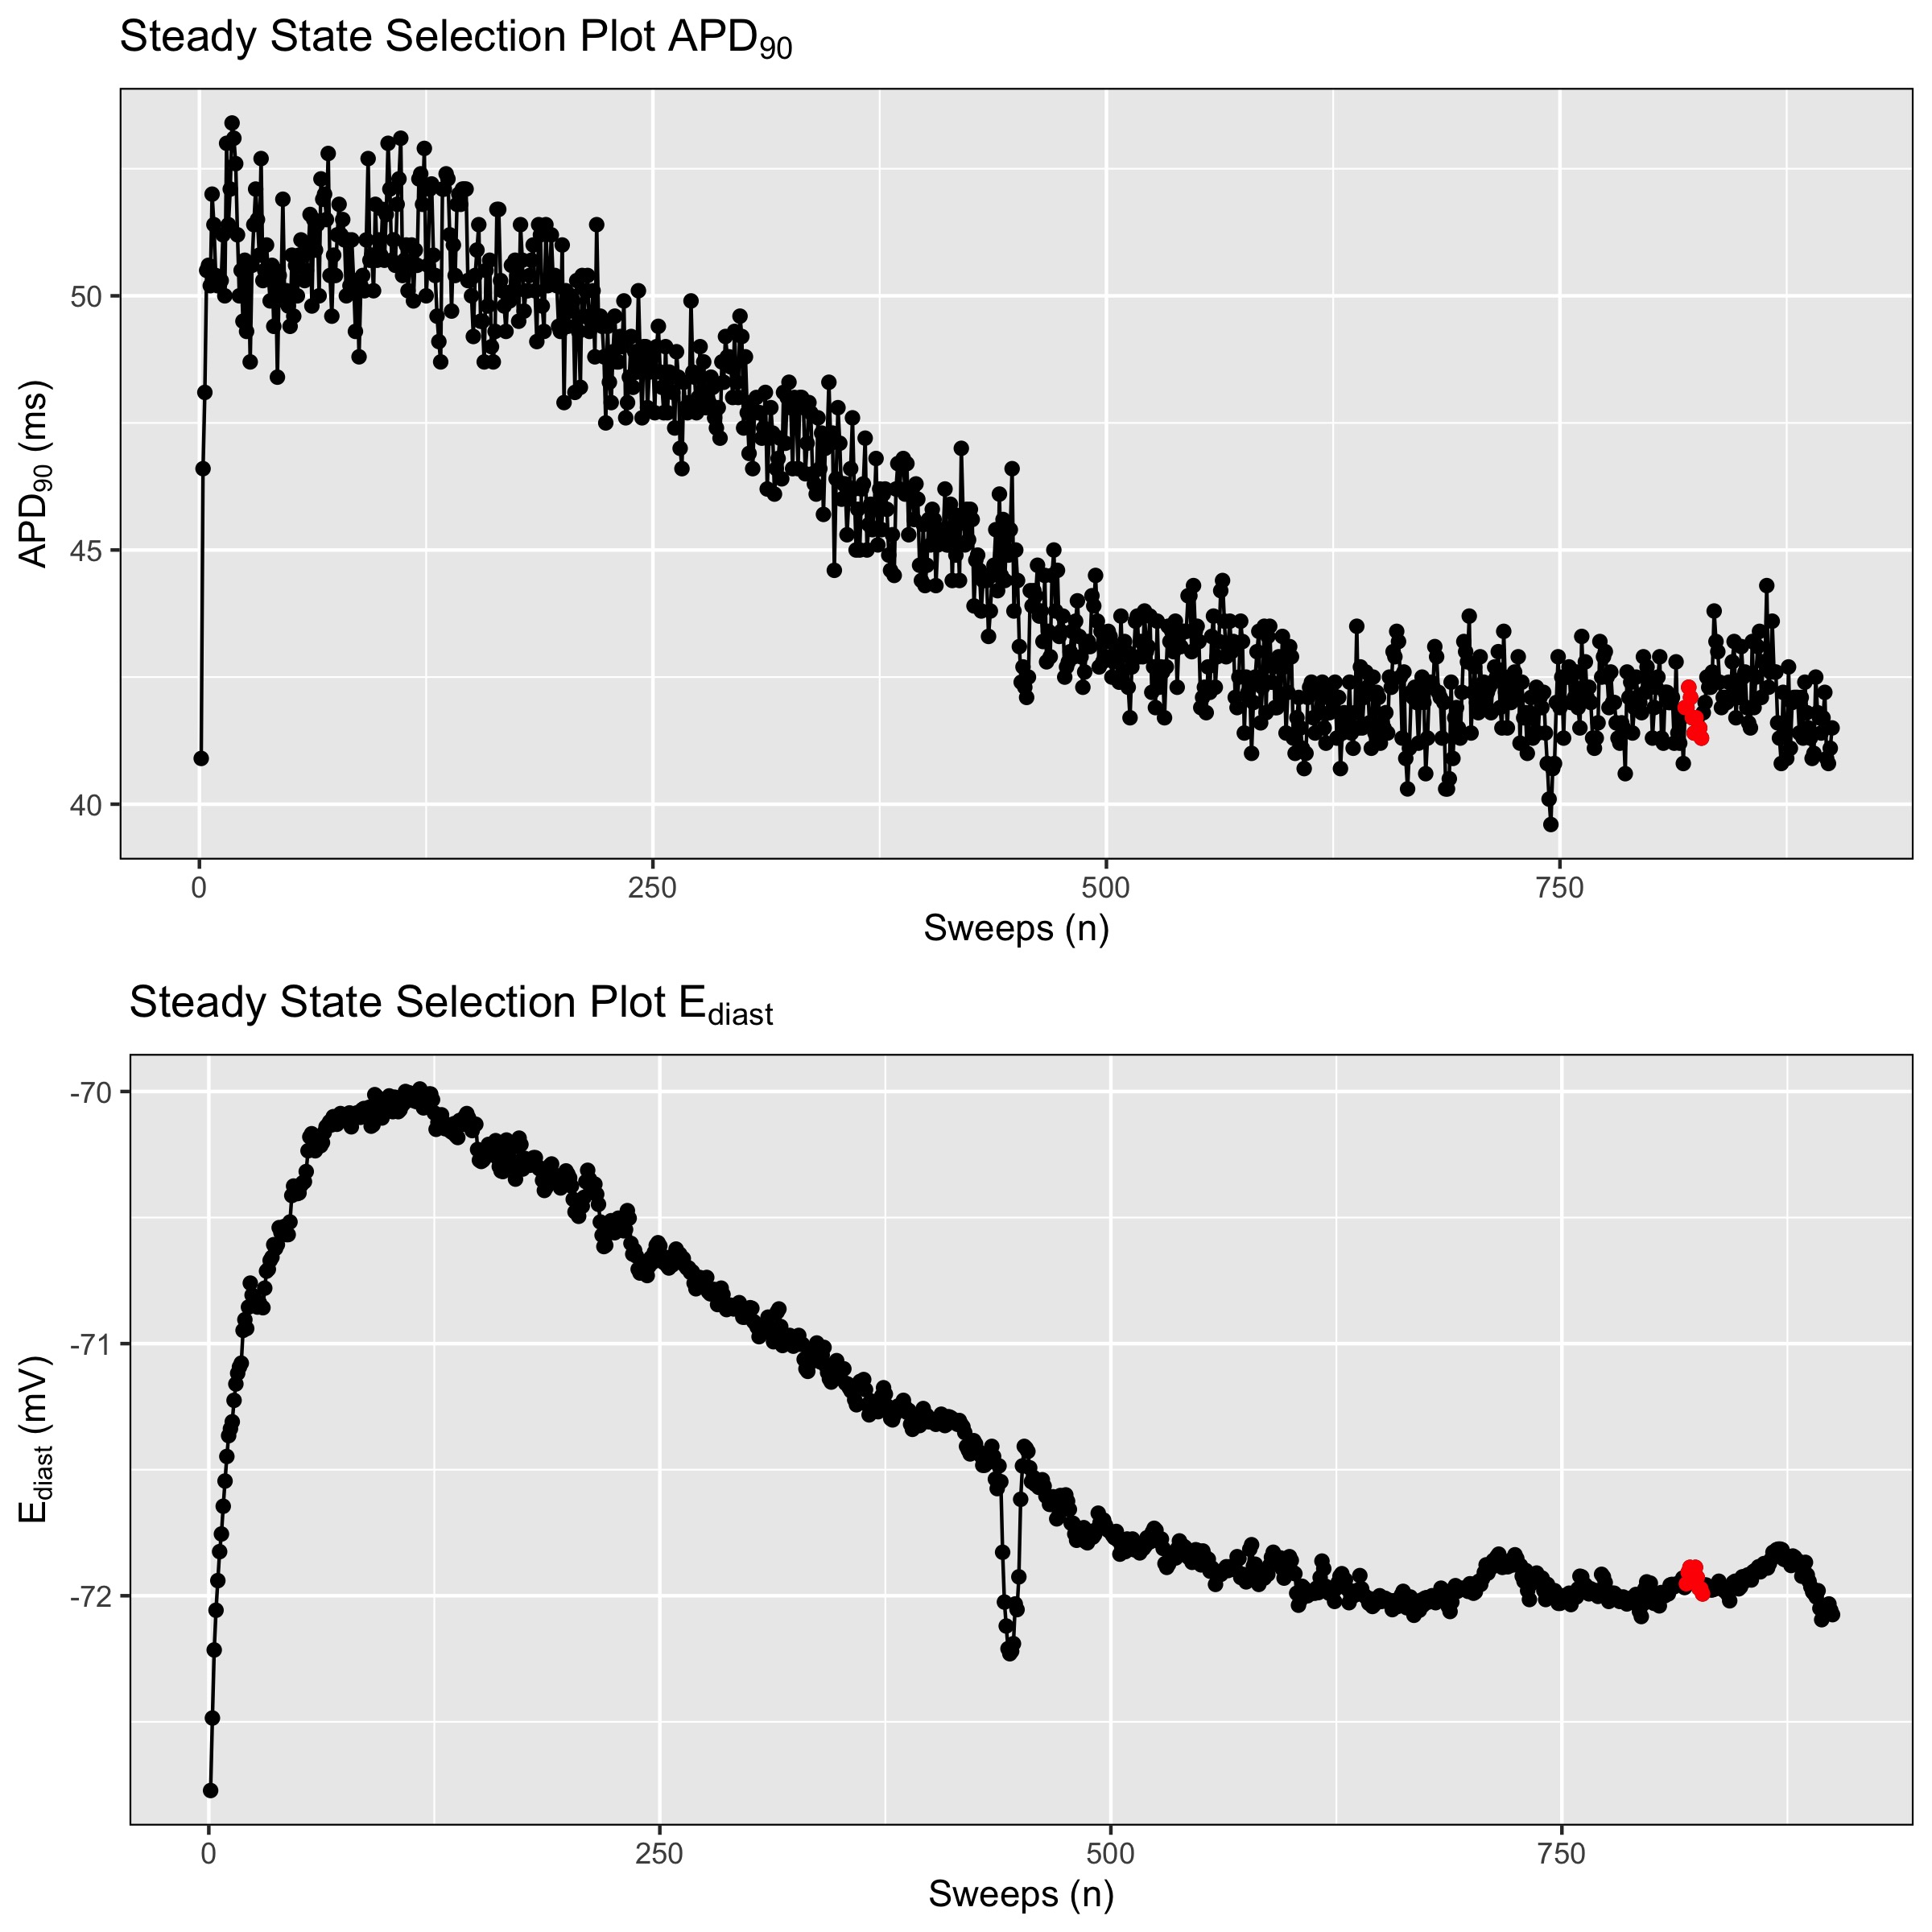 Steady State Selection Plot APD90
50
45
40
APD90 (ms)
0 250 500 750
Sweeps (n)
Steady State Selection Plot Ediast
-70
-71
-72
Ediast (mV)
0 250 500 750
Sweeps (n)